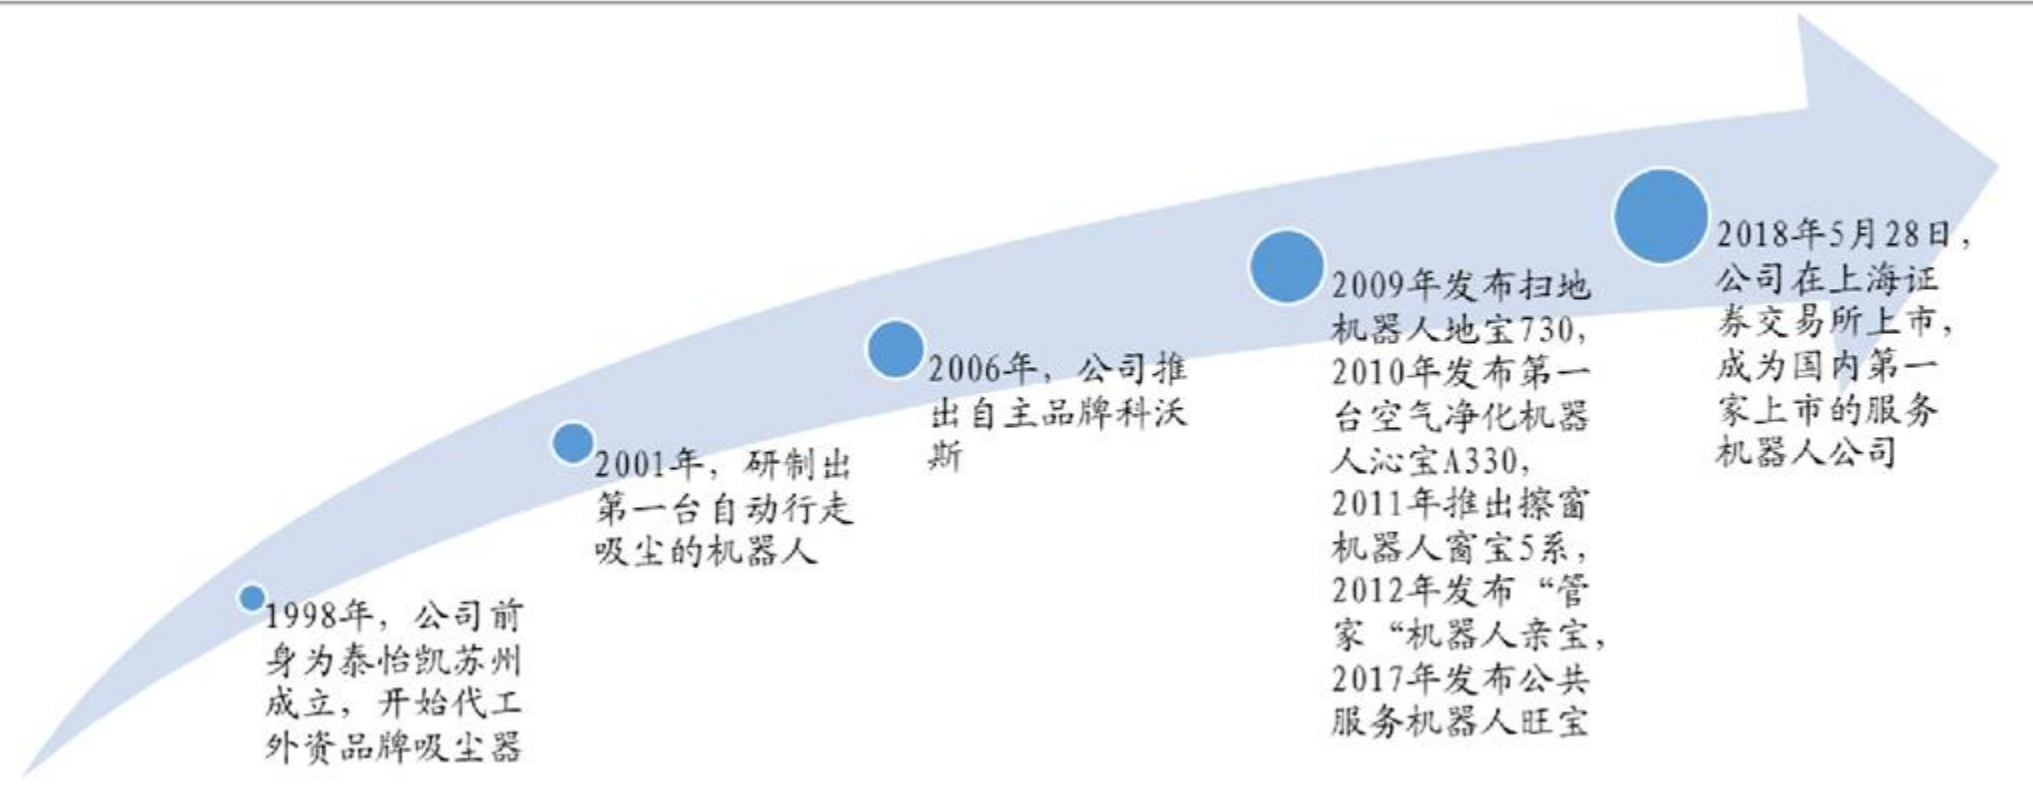 1998年，公司前
身为泰怡凯苏州
成立，开始代工
外资品牌吸尘器
2001年，研制出
第一台自动行走
吸尘的机器人
2006年，公司推
出自主品牌科沃
斯
2009年发布扫地
机器人地宝730，
2010年发布第一
台空气净化机器
人沁宝A330，
2011年推出擦窗
机器人窗宝5系，
2012年发布“管
家“机器人亲宝，
2017年发布公共
服务机器人旺宝
2018年5月28日，
公司在上海证
券交易所上市，
成为国内第一
家上市的服务
机器人公司